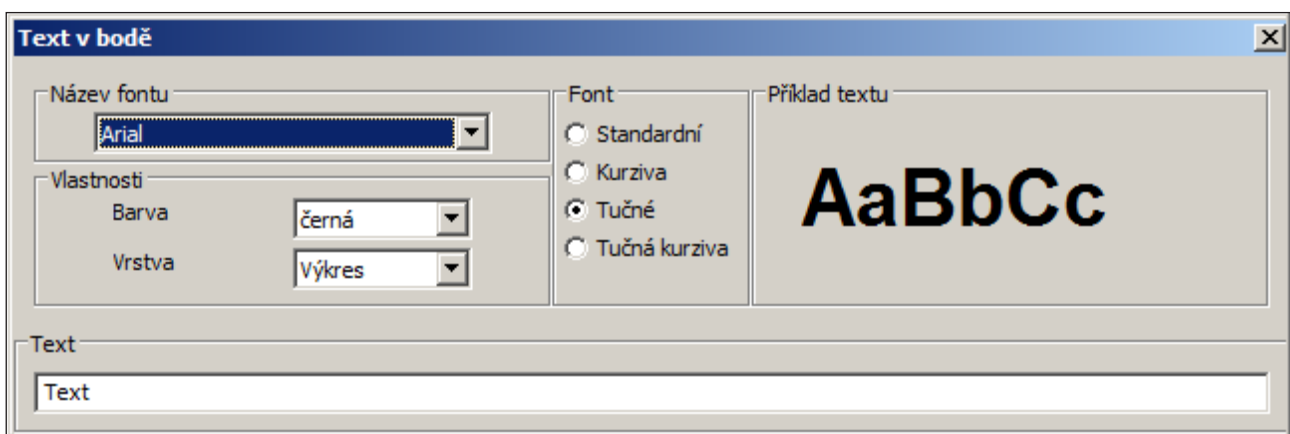 Text v bodě
Název fontu
Arial
Vlastnosti
Barva
černá
Vrstva
Výkres
Font
Standardní
Kurziva
Tučné
Tučná kurziva
Příklad textu
AaBbCc
Text
Text